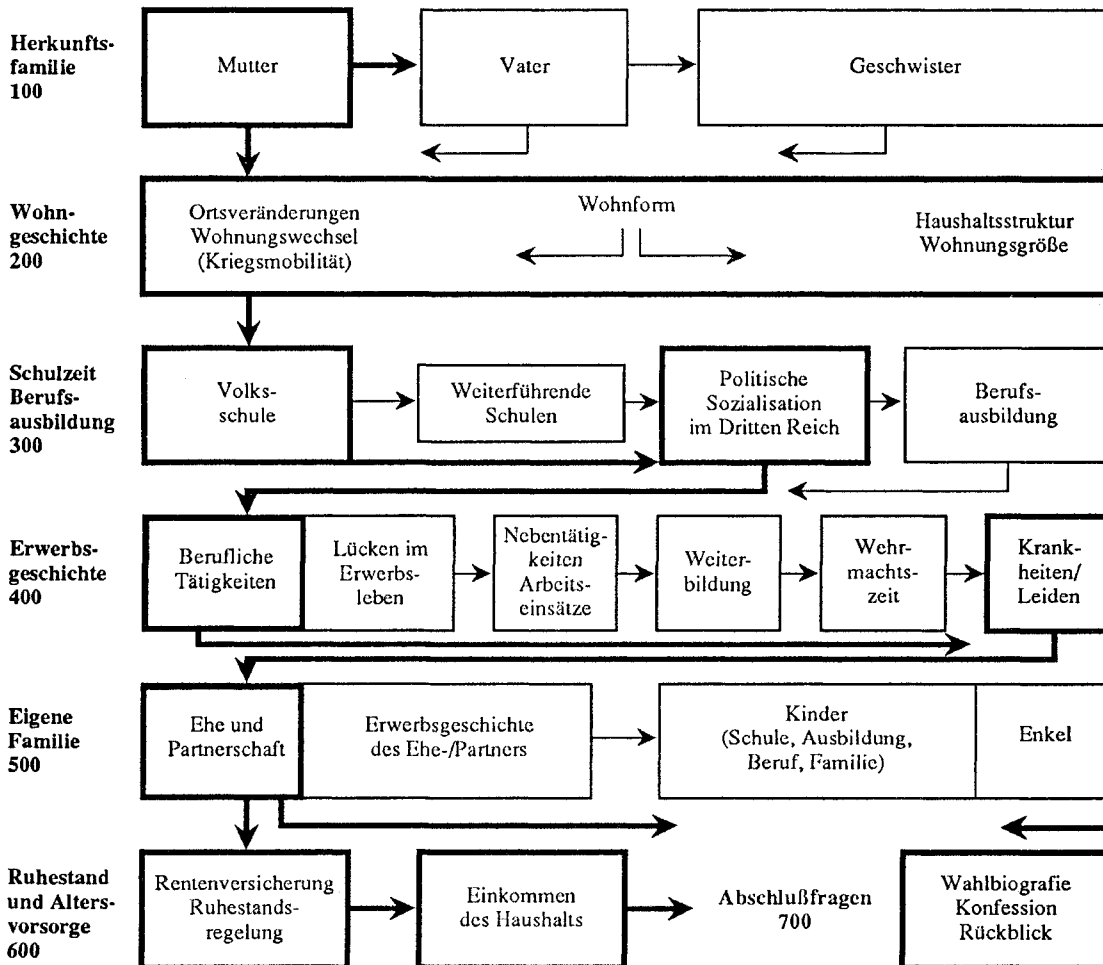 Herkunfts-
familie
100
Mutter
Vater
Geschwister
Wohn-
geschichte
200
Ortsveränderungen
Wohnungswechsel
(Kriegsmobilität)
Wohnform
Haushaltsstruktur
Wohnungsgröße
Schulzeit
Berufs-
ausbildung
300
Volks-
schule
Weiterführende
Schulen
Politische
Sozialisation
im Dritten Reich
Berufs-
ausbildung
Erwerbs-
geschichte
400
Berufliche
Tätigkeiten
Lücken im
Erwerbs-
leben
Nebentätig-
keiten
Arbeits-
einsätze
Weiter-
bildung
Wehr-
machts-
zeit
Krank-
heiten/
Leiden
Eigene
Familie
500
Ehe und
Partnerschaft
Erwerbsgeschichte
des Ehe-/Partners
Kinder
(Schule, Ausbildung,
Beruf, Familie)
Enkel
Ruhestand
und Alters-
vorsorge
600
Rentenversicherung
Ruhestands-
regelung
Einkommen
des Haushalts
Abschlußfragen
700
Wahlbiografie
Konfession
Rückblick